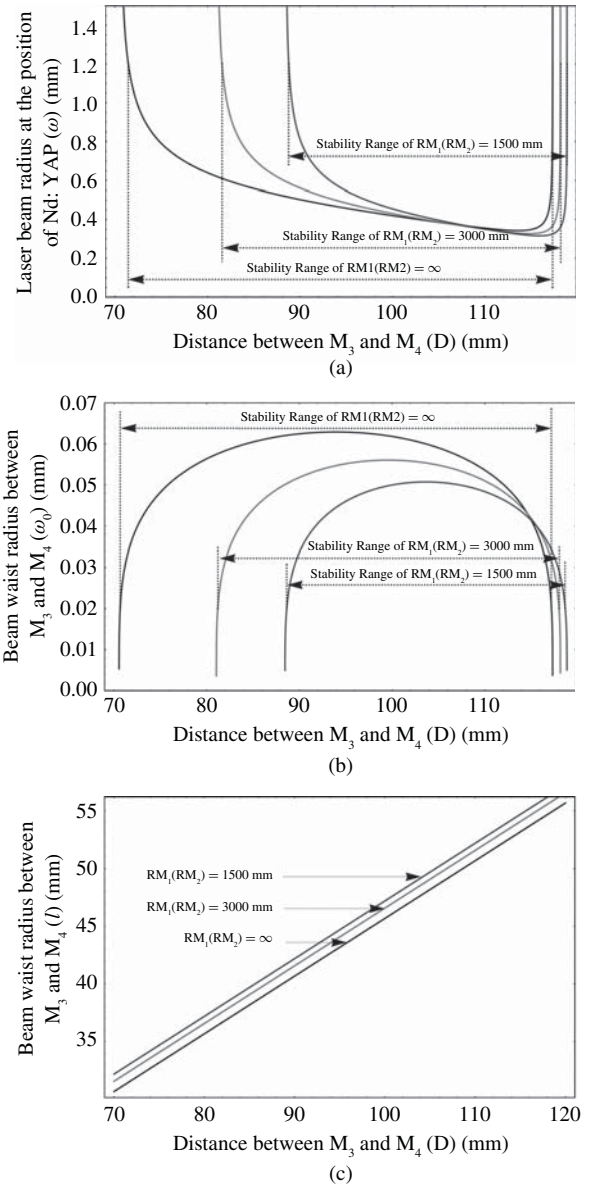 Laser beam radius at the position
of Nd: YAP (ω) (mm)
1.4
1.2
1.0
0.8
0.6
0.4
0.2
0.0
Stability Range of RM₁(RM₂) = 1500 mm
Stability Range of RM₁(RM₂) = 3000 mm
Stability Range of RM1(RM2) = ∞
70 80 90 100 110
Distance between M₃ and M₄ (D) (mm)
(a)
Beam waist radius between
M₃ and M₄ (ω₀) (mm)
0.07
0.06
0.05
0.04
0.03
0.02
0.01
0.00
Stability Range of RM1(RM2) = ∞
Stability Range of RM₁(RM₂) = 3000 mm
Stability Range of RM₁(RM₂) = 1500 mm
70 80 90 100 110
Distance between M₃ and M₄ (D) (mm)
(b)
Beam waist radius between
M₃ and M₄ (l) (mm)
55
50
45
40
35
RM₁(RM₂) = 1500 mm
RM₁(RM₂) = 3000 mm
RM₁(RM₂) = ∞
70 80 90 100 110 120
Distance between M₃ and M₄ (D) (mm)
(c)